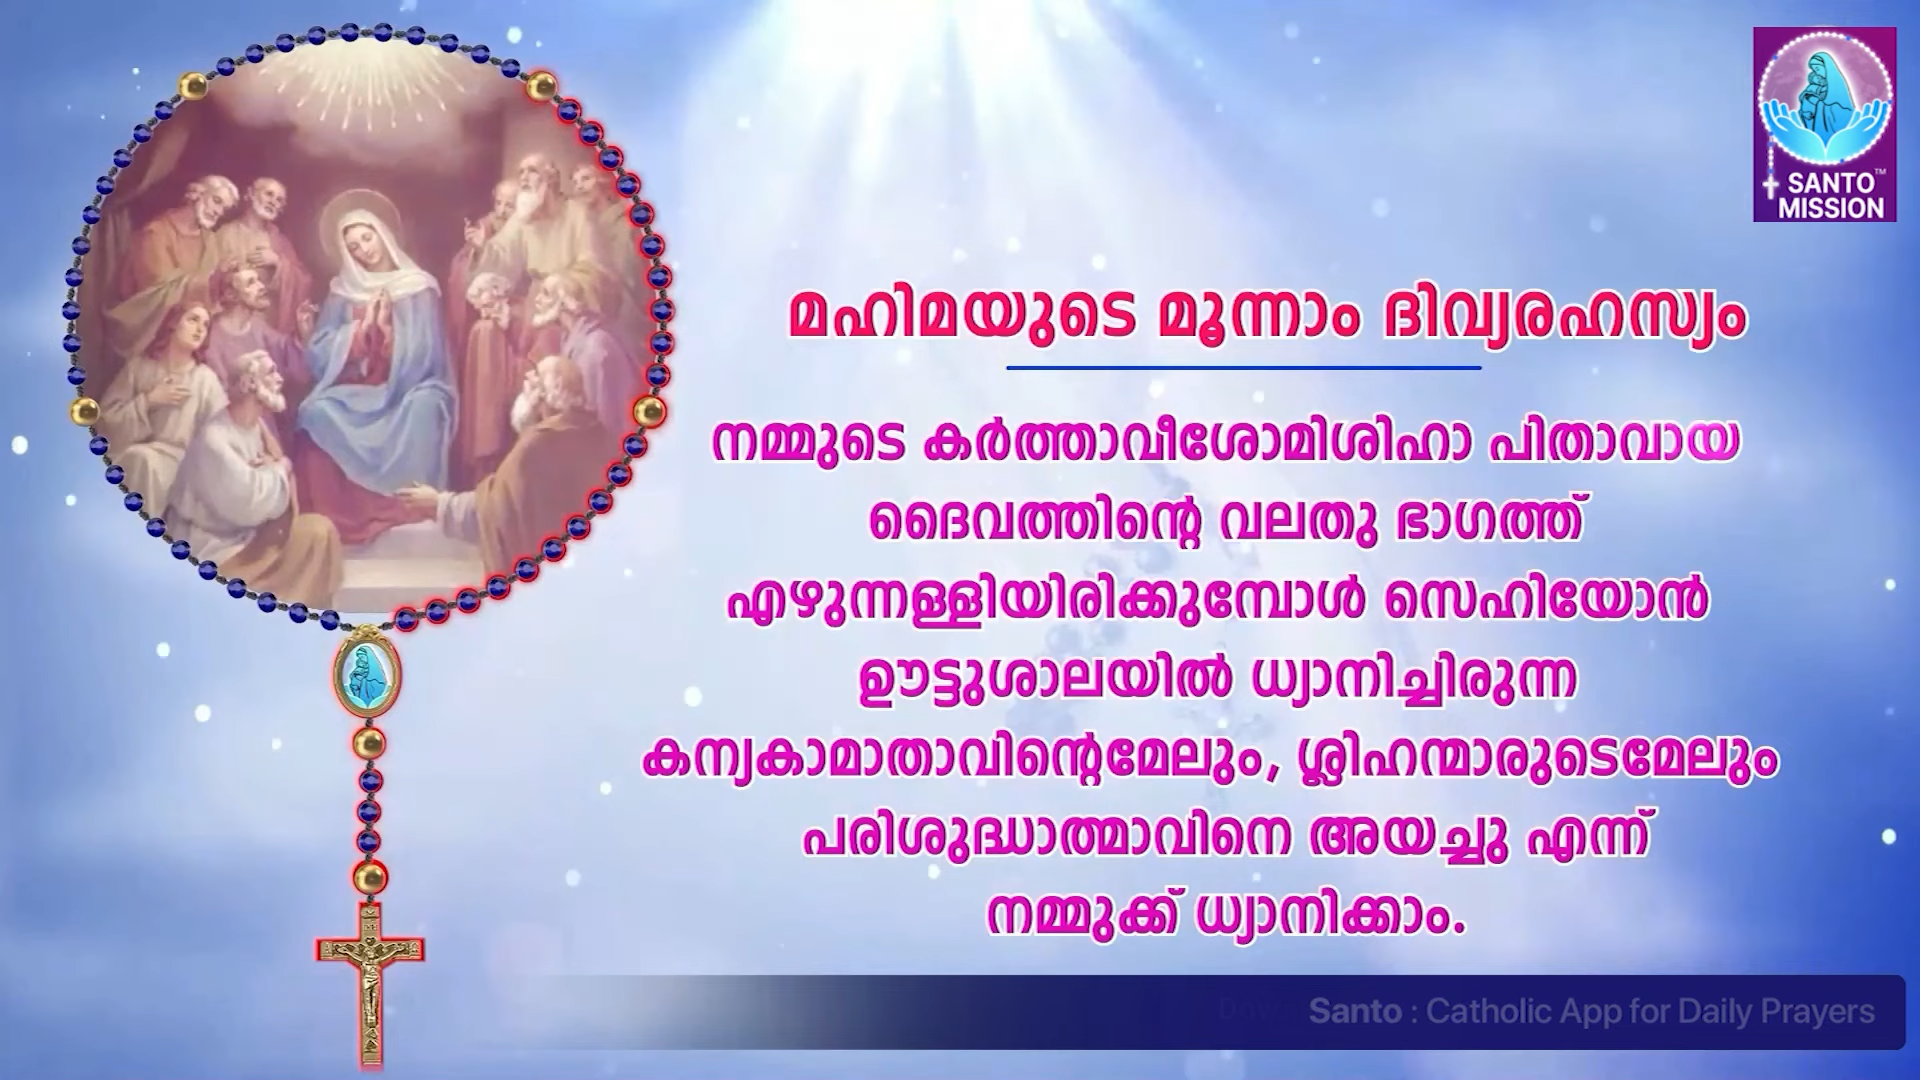 SANTO™
MISSION
മഹിമയുടെ മൂന്നാം ദിവ്യരഹസ്യം
നമ്മുടെ കർത്താവീശോമിശിഹാ പിതാവായ
ദൈവത്തിന്റെ വലതു ഭാഗത്ത്
എഴുന്നള്ളിയിരിക്കുമ്പോൾ സെഹിയോൻ
ഊട്ടുശാലയിൽ ധ്യാനിച്ചിരുന്ന
കന്യകാമാതാവിന്റെമേലും, ശ്ലിഹന്മാരുടെമേലും
പരിശുദ്ധാത്മാവിനെ അയച്ചു എന്ന്
നമ്മുക്ക് ധ്യാനിക്കാം.
Santo : Catholic App for Daily Prayers